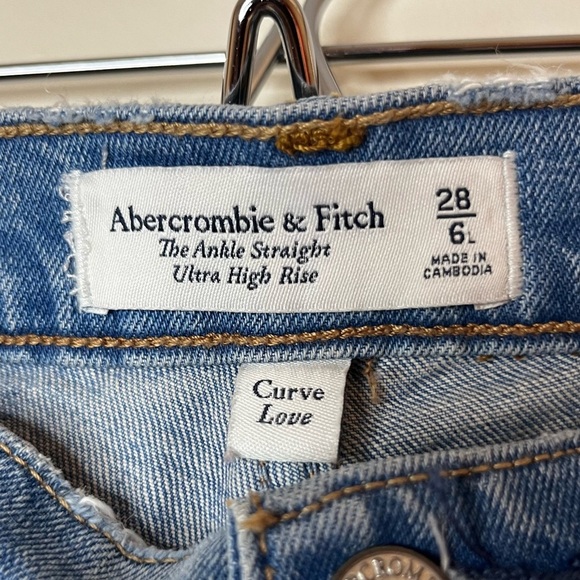 Abercrombie & Fitch
The Ankle Straight
Ultra High Rise
28
6L
MADE IN
CAMBODIA
Curve
Love